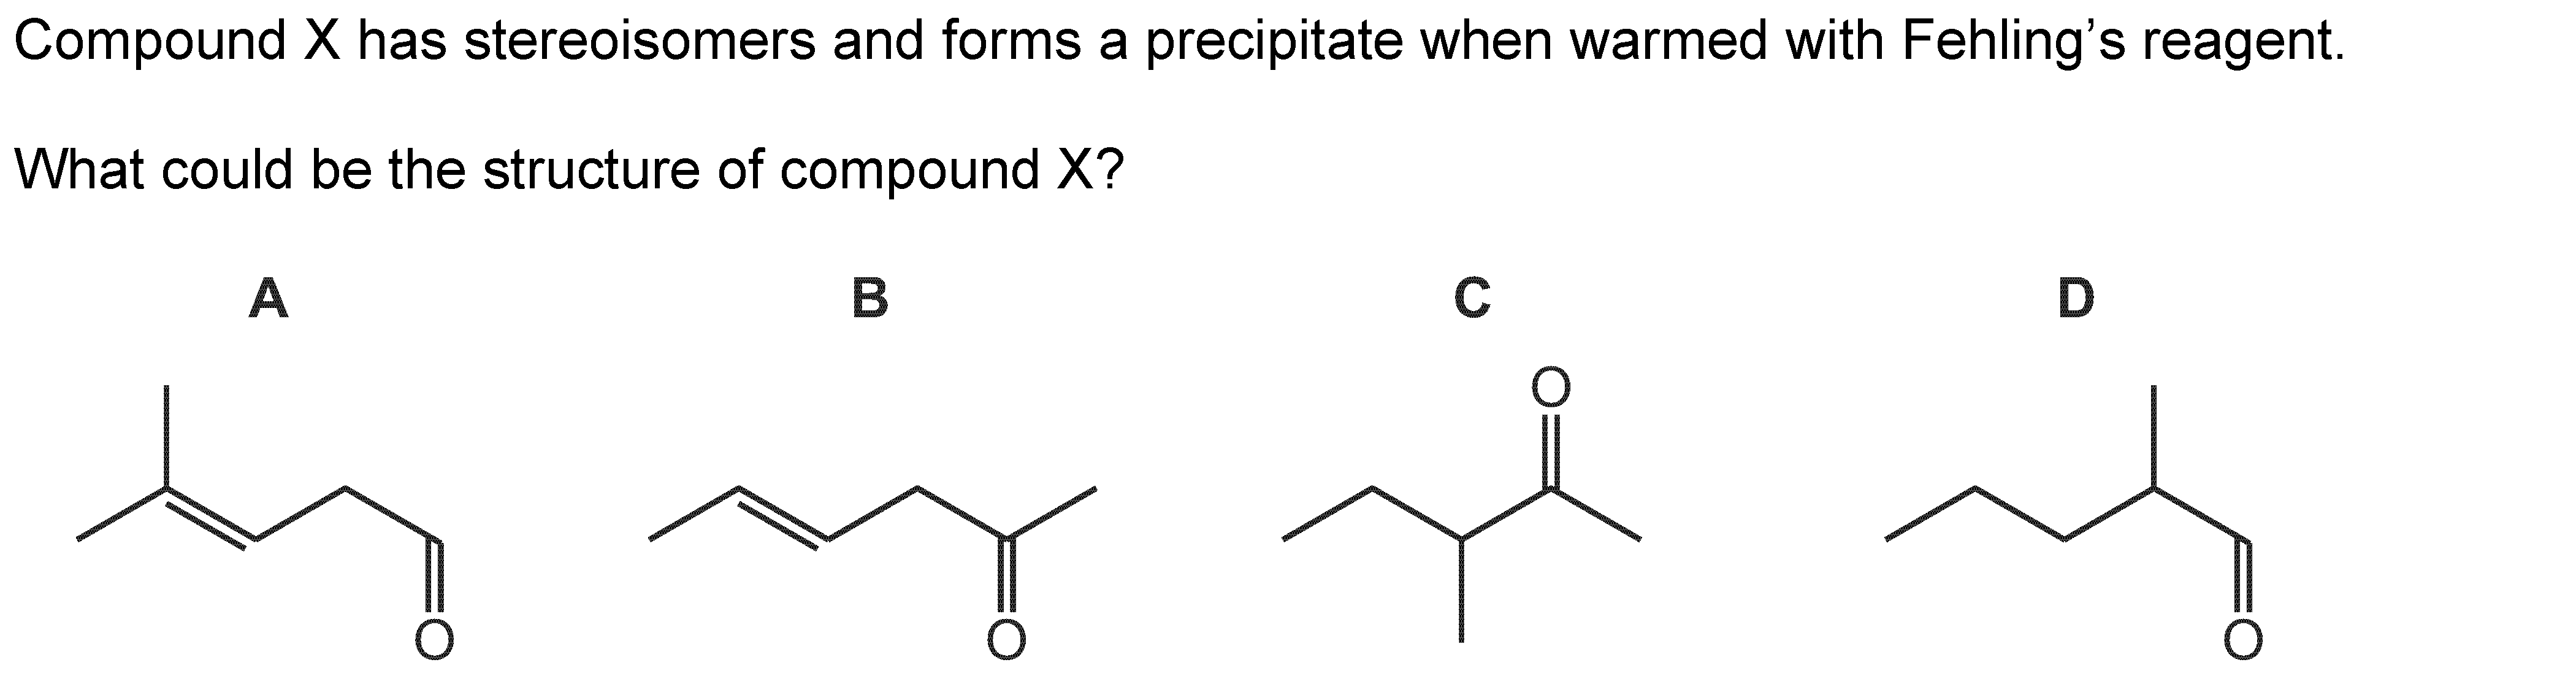 Compound X has stereoisomers and forms a precipitate when warmed with Fehling’s reagent.
What could be the structure of compound X?
A B C D
O
O O O